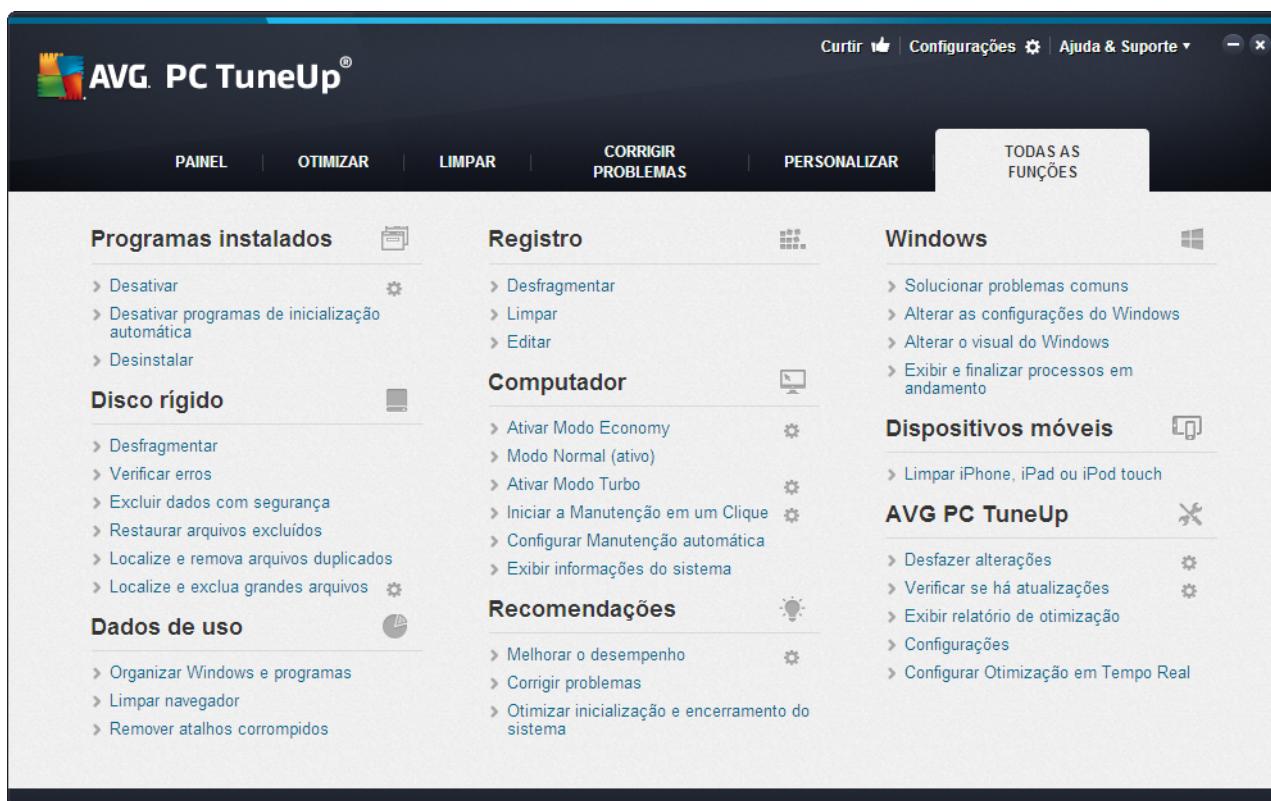 Curtir Configurações Ajuda & Suporte
AVG. PC TuneUp®
PAINEL OTIMIZAR LIMPAR CORRIGIR PROBLEMAS PERSONALIZAR TODAS AS FUNÇÕES
Programas instalados
Desativar
Desativar programas de inicialização
automática
Desinstalar
Disco rígido
Desfragmentar
Verificar erros
Excluir dados com segurança
Restaurar arquivos excluídos
Localize e remova arquivos duplicados
Localize e exclua grandes arquivos
Dados de uso
Organizar Windows e programas
Limpar navegador
Remover atalhos corrompidos
Registro
Desfragmentar
Limpar
Editar
Computador
Ativar Modo Economy
Modo Normal (ativo)
Ativar Modo Turbo
Iniciar a Manutenção em um Clique
Configurar Manutenção automática
Exibir informações do sistema
Recomendações
Melhorar o desempenho
Corrigir problemas
Otimizar inicialização e encerramento do
sistema
Windows
Solucionar problemas comuns
Alterar as configurações do Windows
Alterar o visual do Windows
Exibir e finalizar processos em
andamento
Dispositivos móveis
Limpar iPhone, iPad ou iPod touch
AVG PC TuneUp
Desfazer alterações
Verificar se há atualizações
Exibir relatório de otimização
Configurações
Configurar Otimização em Tempo Real